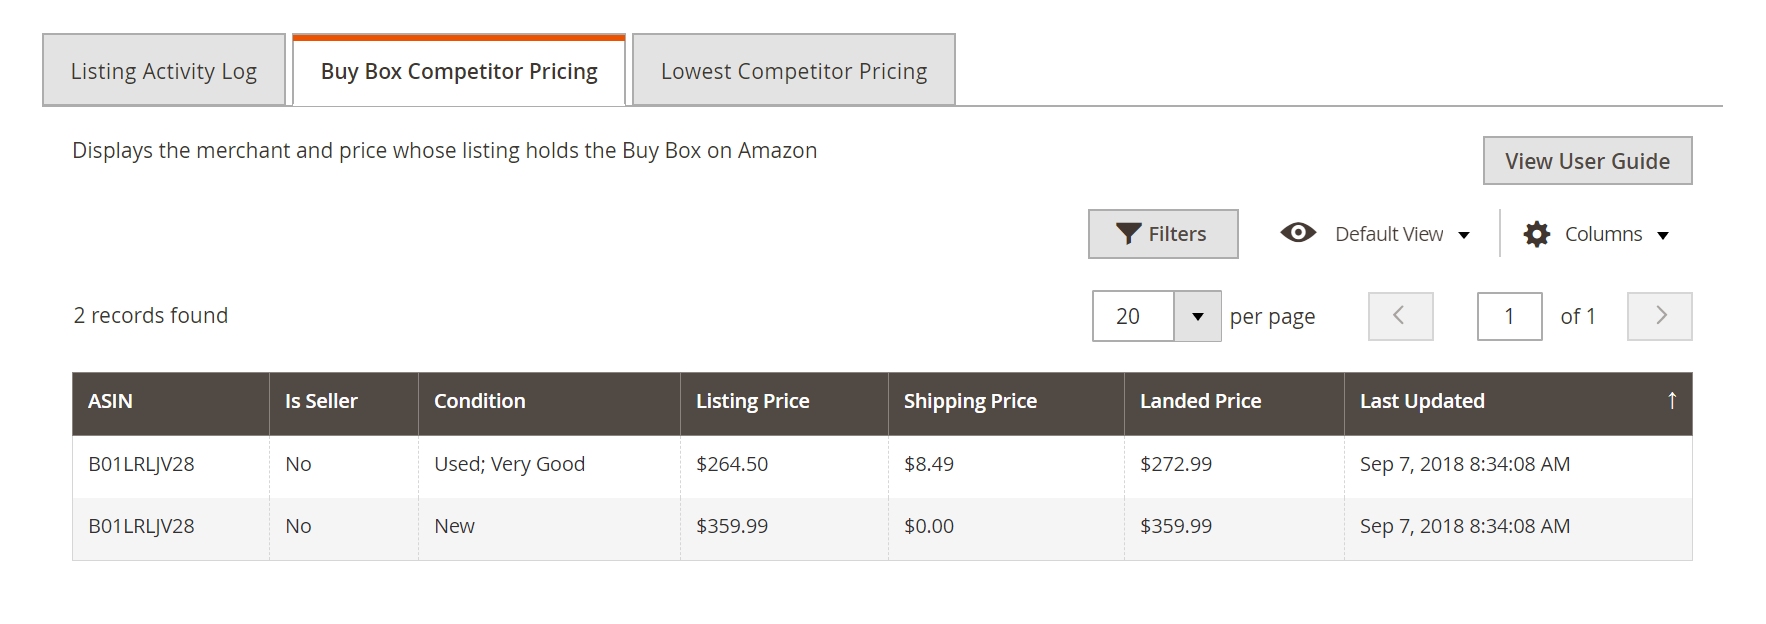 Listing Activity Log
Buy Box Competitor Pricing
Lowest Competitor Pricing
Displays the merchant and price whose listing holds the Buy Box on Amazon
View User Guide
Filters
Default View
Columns
2 records found
20
per page
1
of 1
ASIN Is Seller Condition Listing Price Shipping Price Landed Price Last Updated ↑
B01LRLJV28 No Used; Very Good $264.50 $8.49 $272.99 Sep 7, 2018 8:34:08 AM
B01LRLJV28 No New $359.99 $0.00 $359.99 Sep 7, 2018 8:34:08 AM